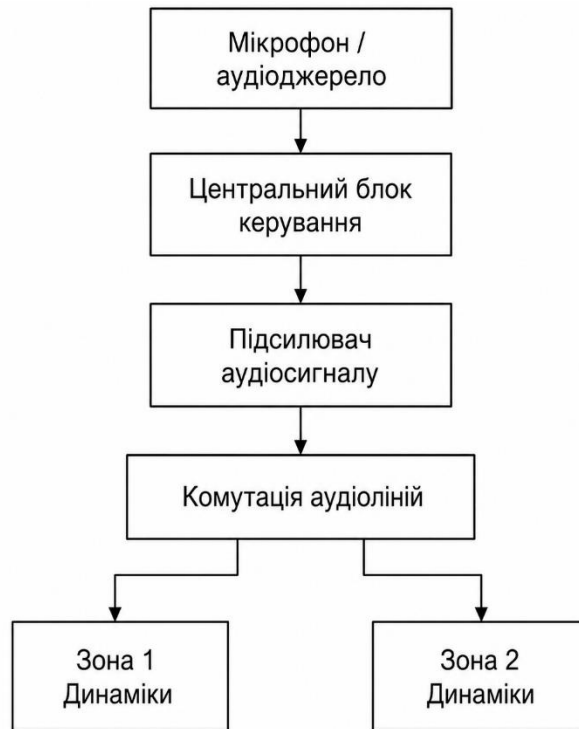 Мікрофон /
аудіоджерело
Центральний блок
керування
Підсилювач
аудіосигналу
Комутація аудіоліній
Зона 1
Динаміки
Зона 2
Динаміки